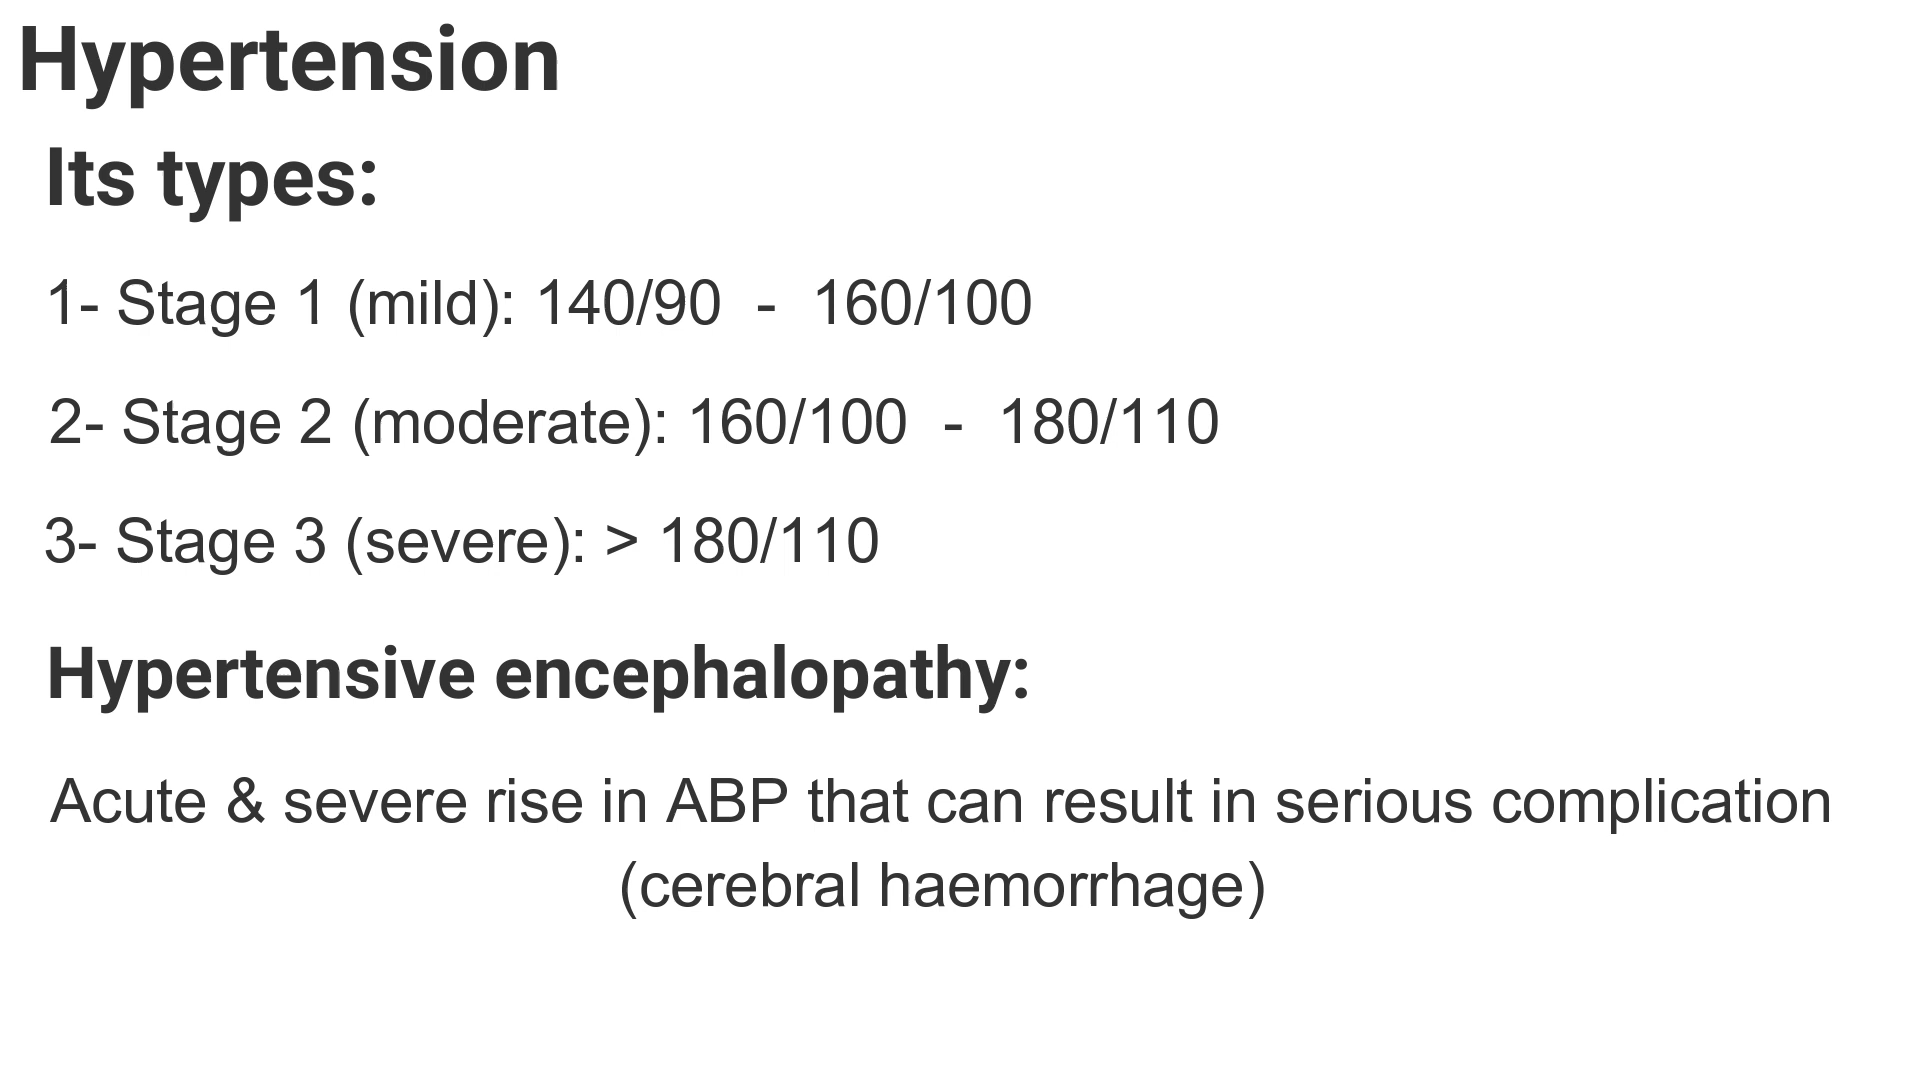 Hypertension
Its types:
1- Stage 1 (mild): 140/90  -  160/100
2- Stage 2 (moderate): 160/100  -  180/110
3- Stage 3 (severe): > 180/110
Hypertensive encephalopathy:
Acute & severe rise in ABP that can result in serious complication
(cerebral haemorrhage)